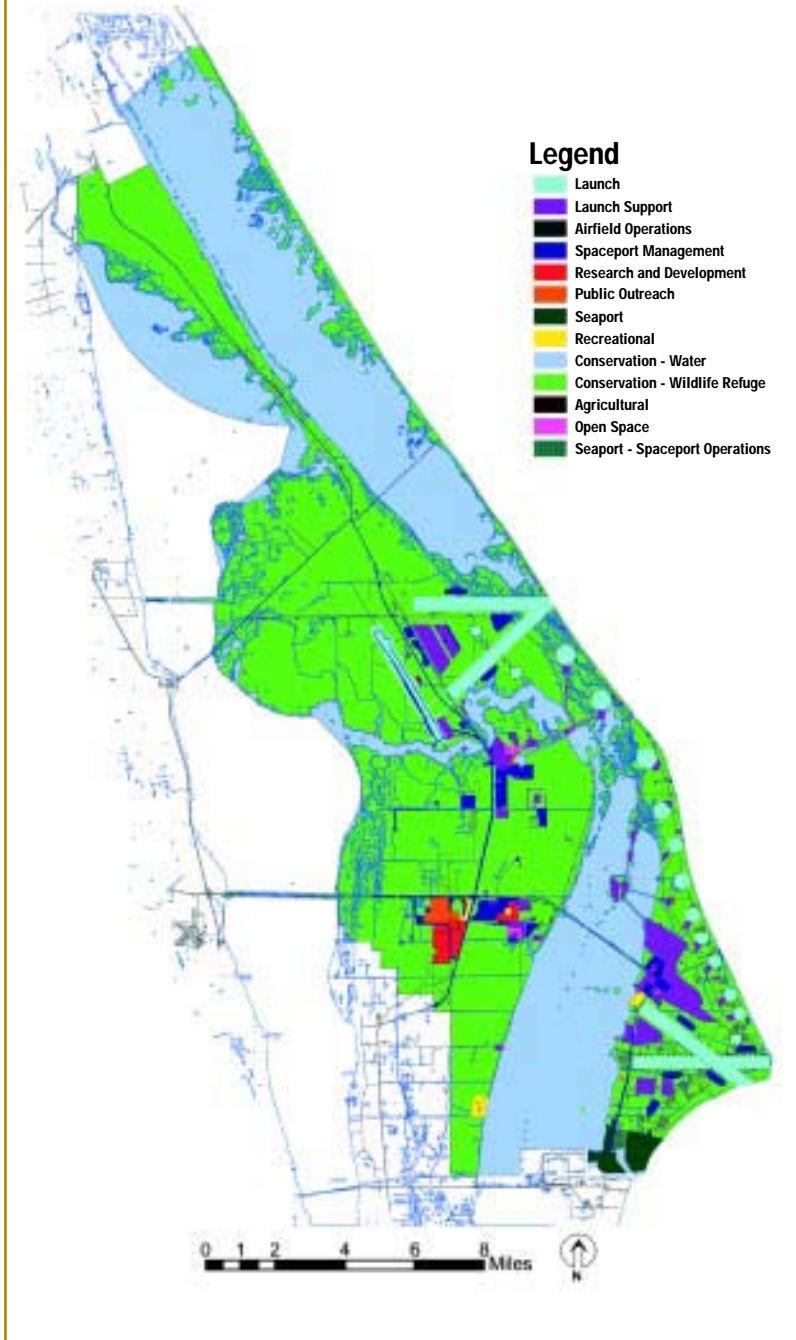 Legend
Launch
Launch Support
Airfield Operations
Spaceport Management
Research and Development
Public Outreach
Seaport
Recreational
Conservation - Water
Conservation - Wildlife Refuge
Agricultural
Open Space
Seaport - Spaceport Operations
0 1 2 4 6 8 Miles
N